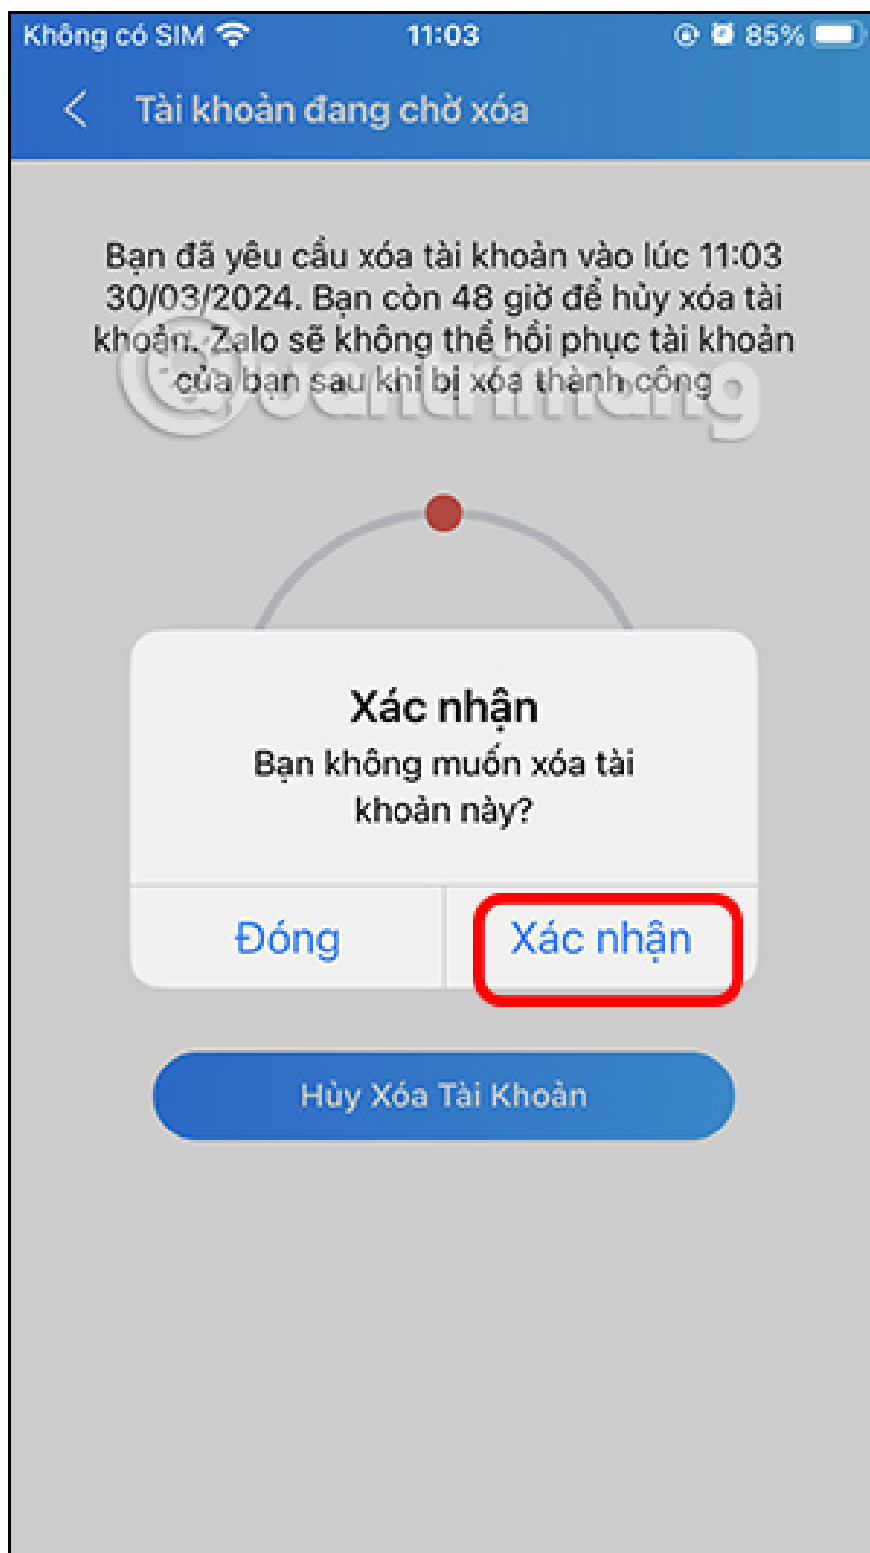 Không có SIM 11:03 85%
Tài khoản đang chờ xóa
Bạn đã yêu cầu xóa tài khoản vào lúc 11:03
30/03/2024. Bạn còn 48 giờ để hủy xóa tài
khoản. Zalo sẽ không thể hồi phục tài khoản
của bạn sau khi bị xóa thành công
Quantrimang
Xác nhận
Bạn không muốn xóa tài
khoản này?
Đóng Xác nhận
Hủy Xóa Tài Khoản